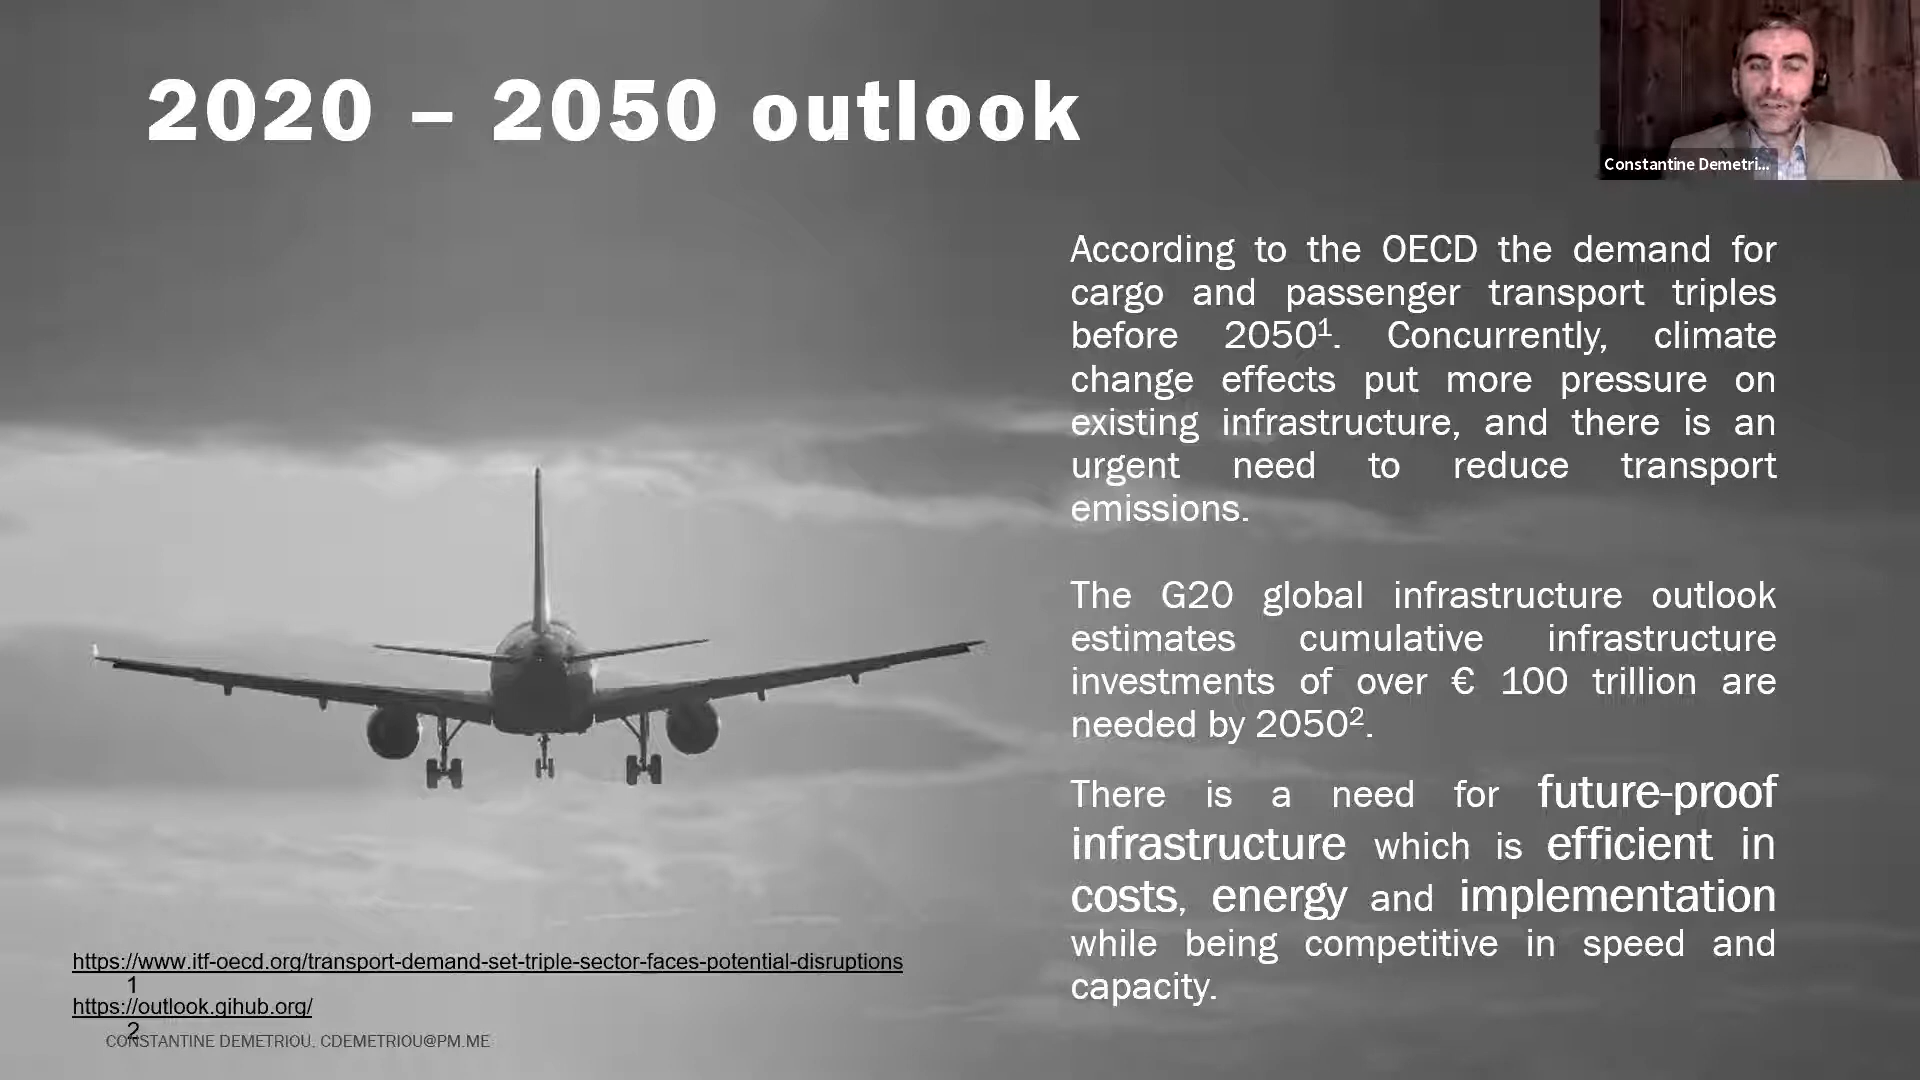 2020 – 2050 outlook
Constantine Demetri...
According to the OECD the demand for
cargo and passenger transport triples
before 2050¹. Concurrently, climate
change effects put more pressure on
existing infrastructure, and there is an
urgent need to reduce transport
emissions.
The G20 global infrastructure outlook
estimates cumulative infrastructure
investments of over € 100 trillion are
needed by 2050².
There is a need for future-proof
infrastructure which is efficient in
costs, energy and implementation
while being competitive in speed and
capacity.
https://www.itf-oecd.org/transport-demand-set-triple-sector-faces-potential-disruptions
1
https://outlook.gihub.org/
2
CONSTANTINE DEMETRIOU, CDEMETRIOU@PM.ME